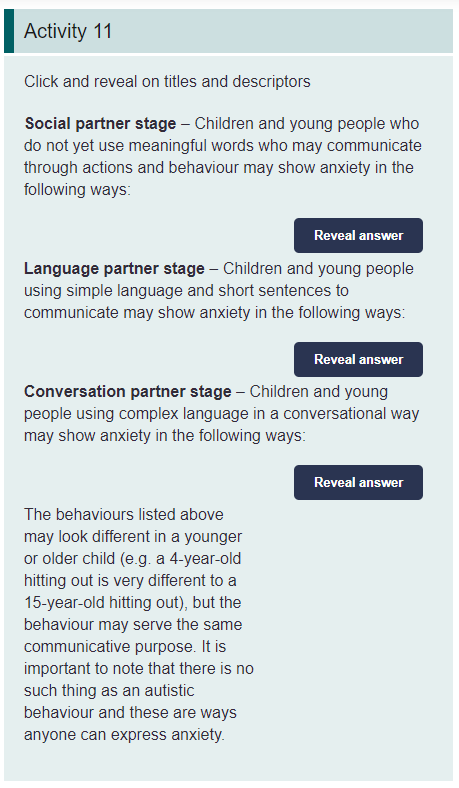 Activity 11
Click and reveal on titles and descriptors
Social partner stage – Children and young people who
do not yet use meaningful words who may communicate
through actions and behaviour may show anxiety in the
following ways:
Reveal answer
Language partner stage – Children and young people
using simple language and short sentences to
communicate may show anxiety in the following ways:
Reveal answer
Conversation partner stage – Children and young
people using complex language in a conversational way
may show anxiety in the following ways:
Reveal answer
The behaviours listed above
may look different in a younger
or older child (e.g. a 4-year-old
hitting out is very different to a
15-year-old hitting out), but the
behaviour may serve the same
communicative purpose. It is
important to note that there is no
such thing as an autistic
behaviour and these are ways
anyone can express anxiety.